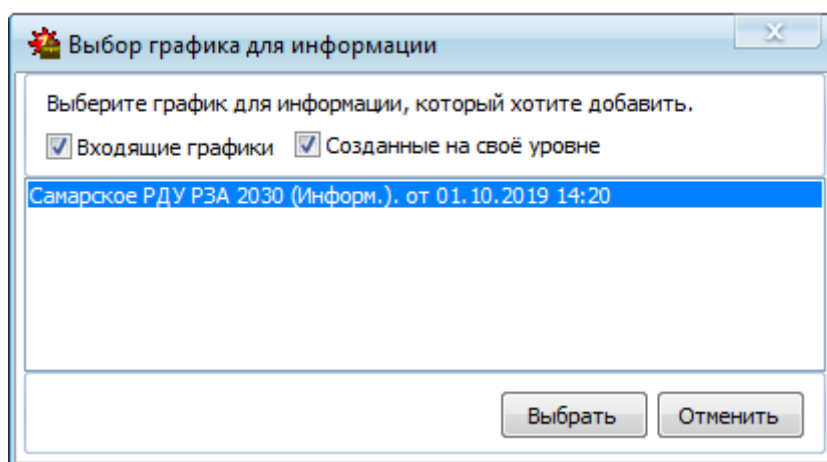 Выбор графика для информации
Выберите график для информации, который хотите добавить.
Входящие графики Созданные на своё уровне
Самарское РДУ РЗА 2030 (Информ.). от 01.10.2019 14:20
Выбрать Отменить